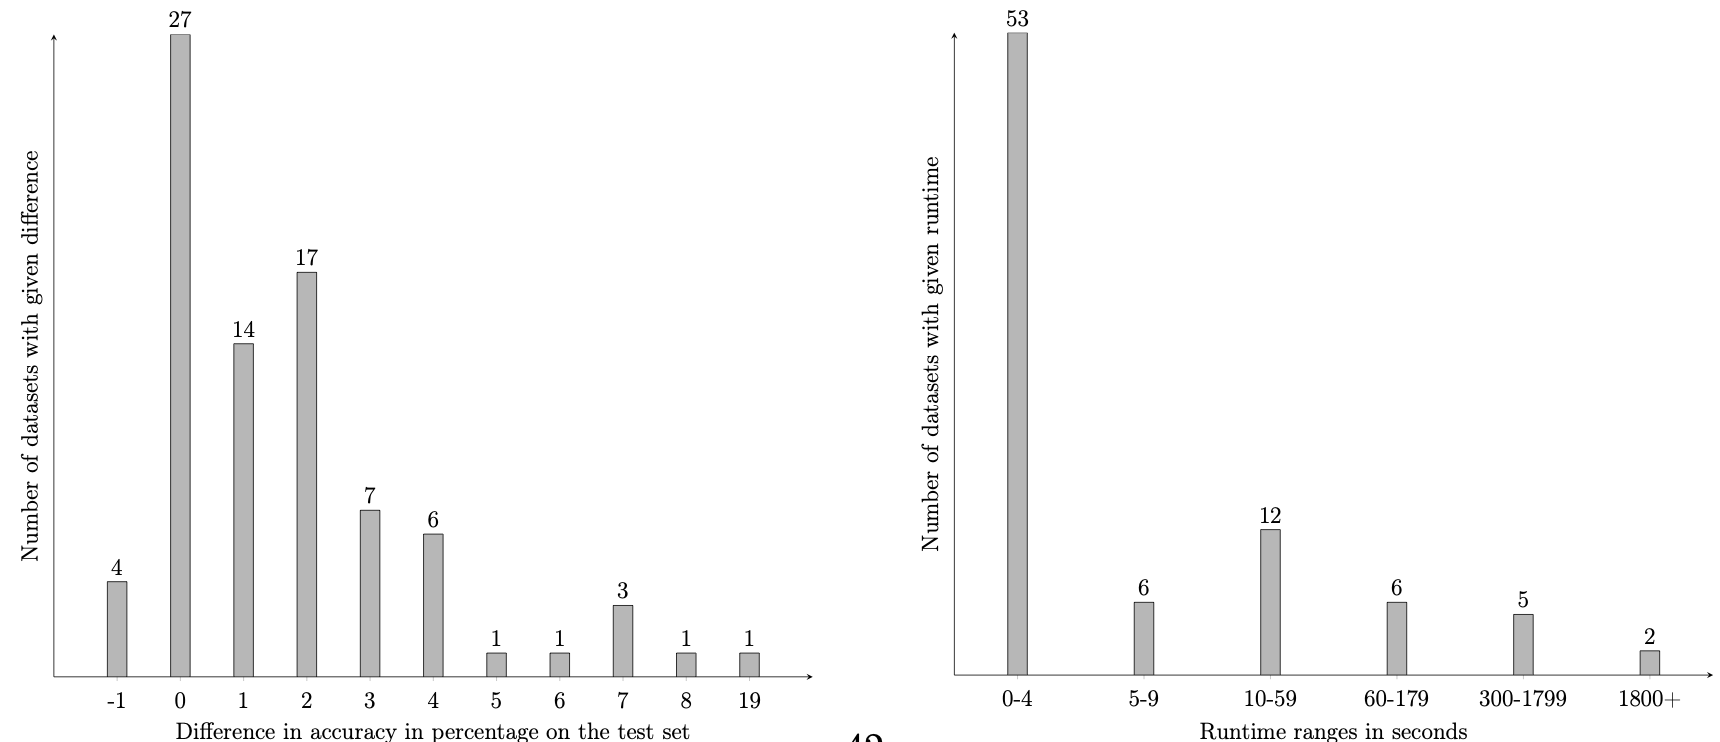 27
17
14
7
6
4
3
1
1
1
1
-1 0 1 2 3 4 5 6 7 8 19
Difference in accuracy in percentage on the test set
Number of datasets with given difference
53
12
6
6
5
2
0-4 5-9 10-59 60-179 300-1799 1800+
Runtime ranges in seconds
Number of datasets with given runtime